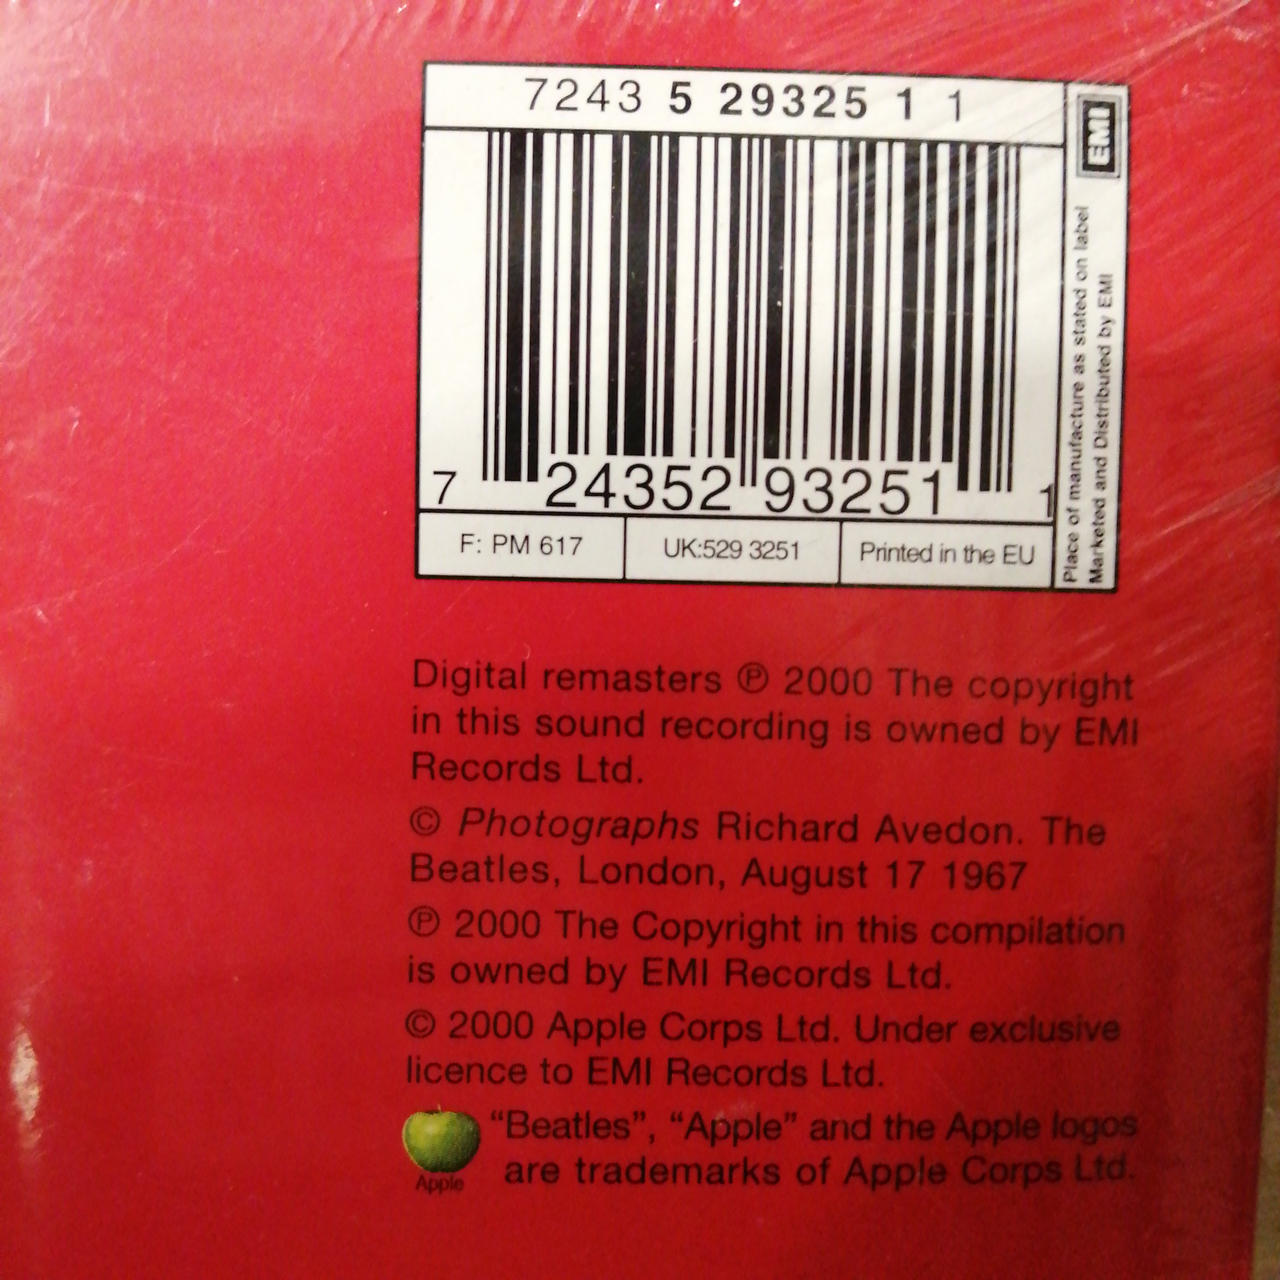 7243 5 29325 1 1
EMI
Place of manufacture as stated on label
Marketed and Distributed by EMI
7 24352 93251 1
F: PM 617
UK:529 3251
Printed in the EU
Digital remasters ℗ 2000 The copyright
in this sound recording is owned by EMI
Records Ltd.
© Photographs Richard Avedon. The
Beatles, London, August 17 1967
℗ 2000 The Copyright in this compilation
is owned by EMI Records Ltd.
© 2000 Apple Corps Ltd. Under exclusive
licence to EMI Records Ltd.
“Beatles”, “Apple” and the Apple logos
are trademarks of Apple Corps Ltd.
Apple